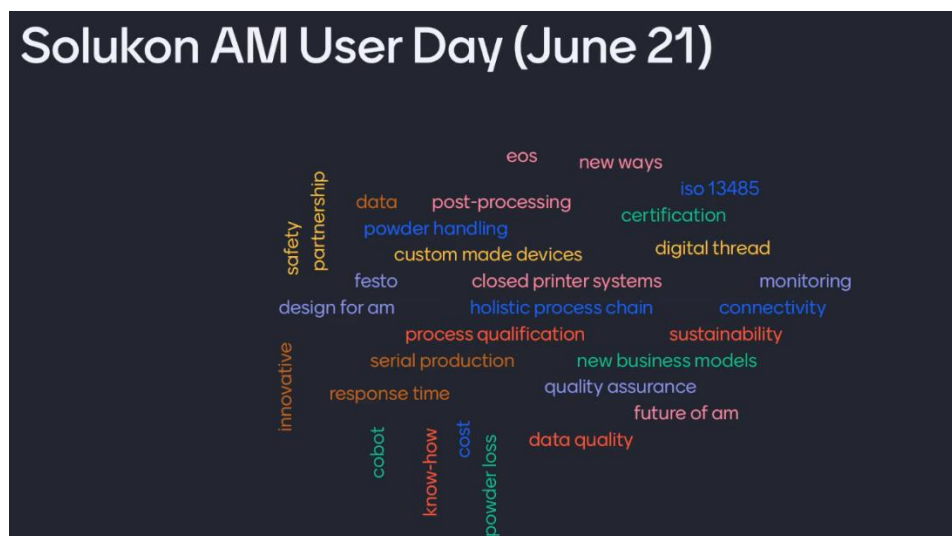 Solukon AM User Day (June 21)
eos
new ways
iso 13485
data
post-processing
certification
partnership
safety
powder handling
custom made devices
digital thread
festo
closed printer systems
monitoring
design for am
holistic process chain
connectivity
process qualification
sustainability
serial production
new business models
innovative
response time
quality assurance
future of am
cobot
know-how
cost
powder loss
data quality